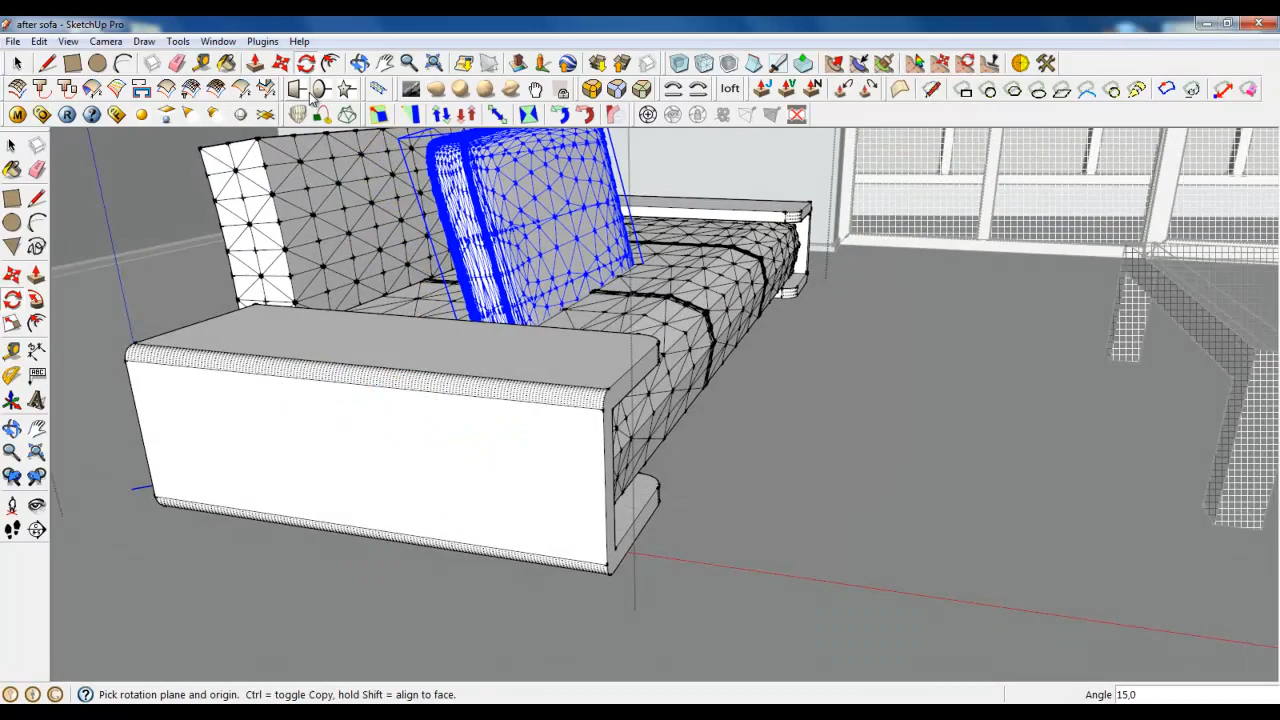 after sofa - SketchUp Pro
File Edit View Camera Draw Tools Window Plugins Help
loft
Pick rotation plane and origin. Ctrl = toggle Copy, hold Shift = align to face. Angle 15,0